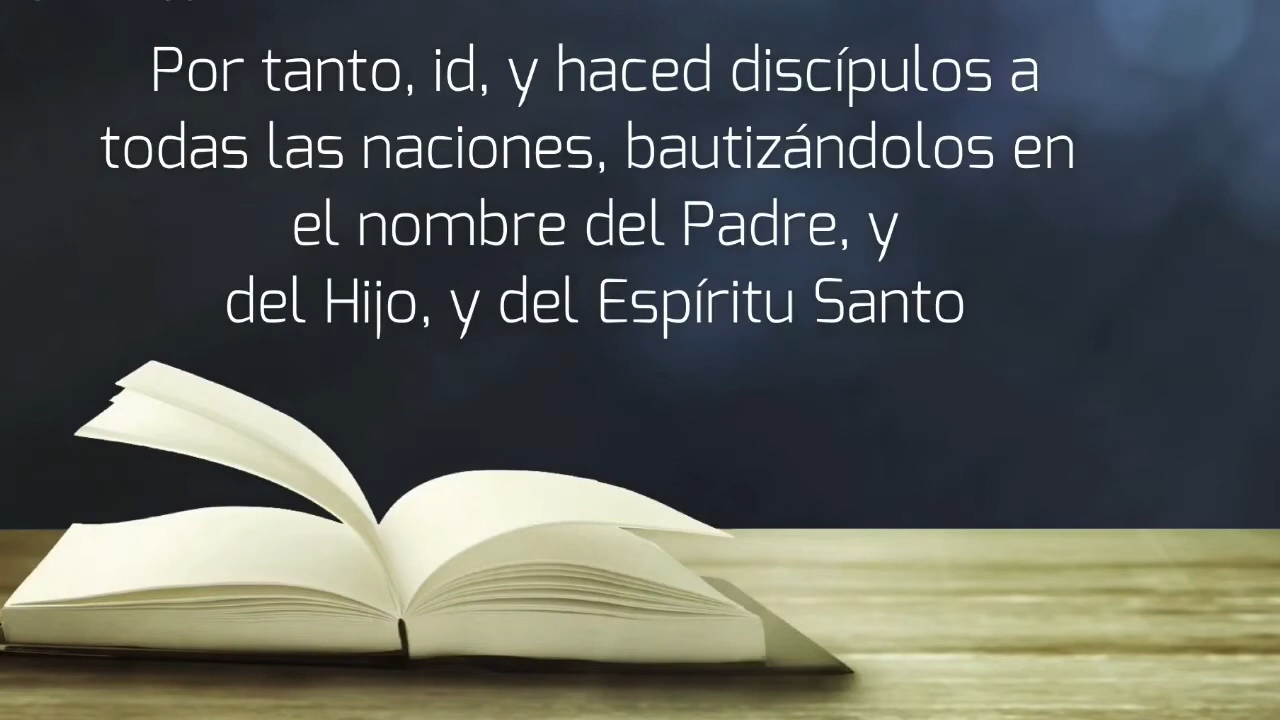 Por tanto, id, y haced discípulos a
todas las naciones, bautizándolos en
el nombre del Padre, y
del Hijo, y del Espíritu Santo